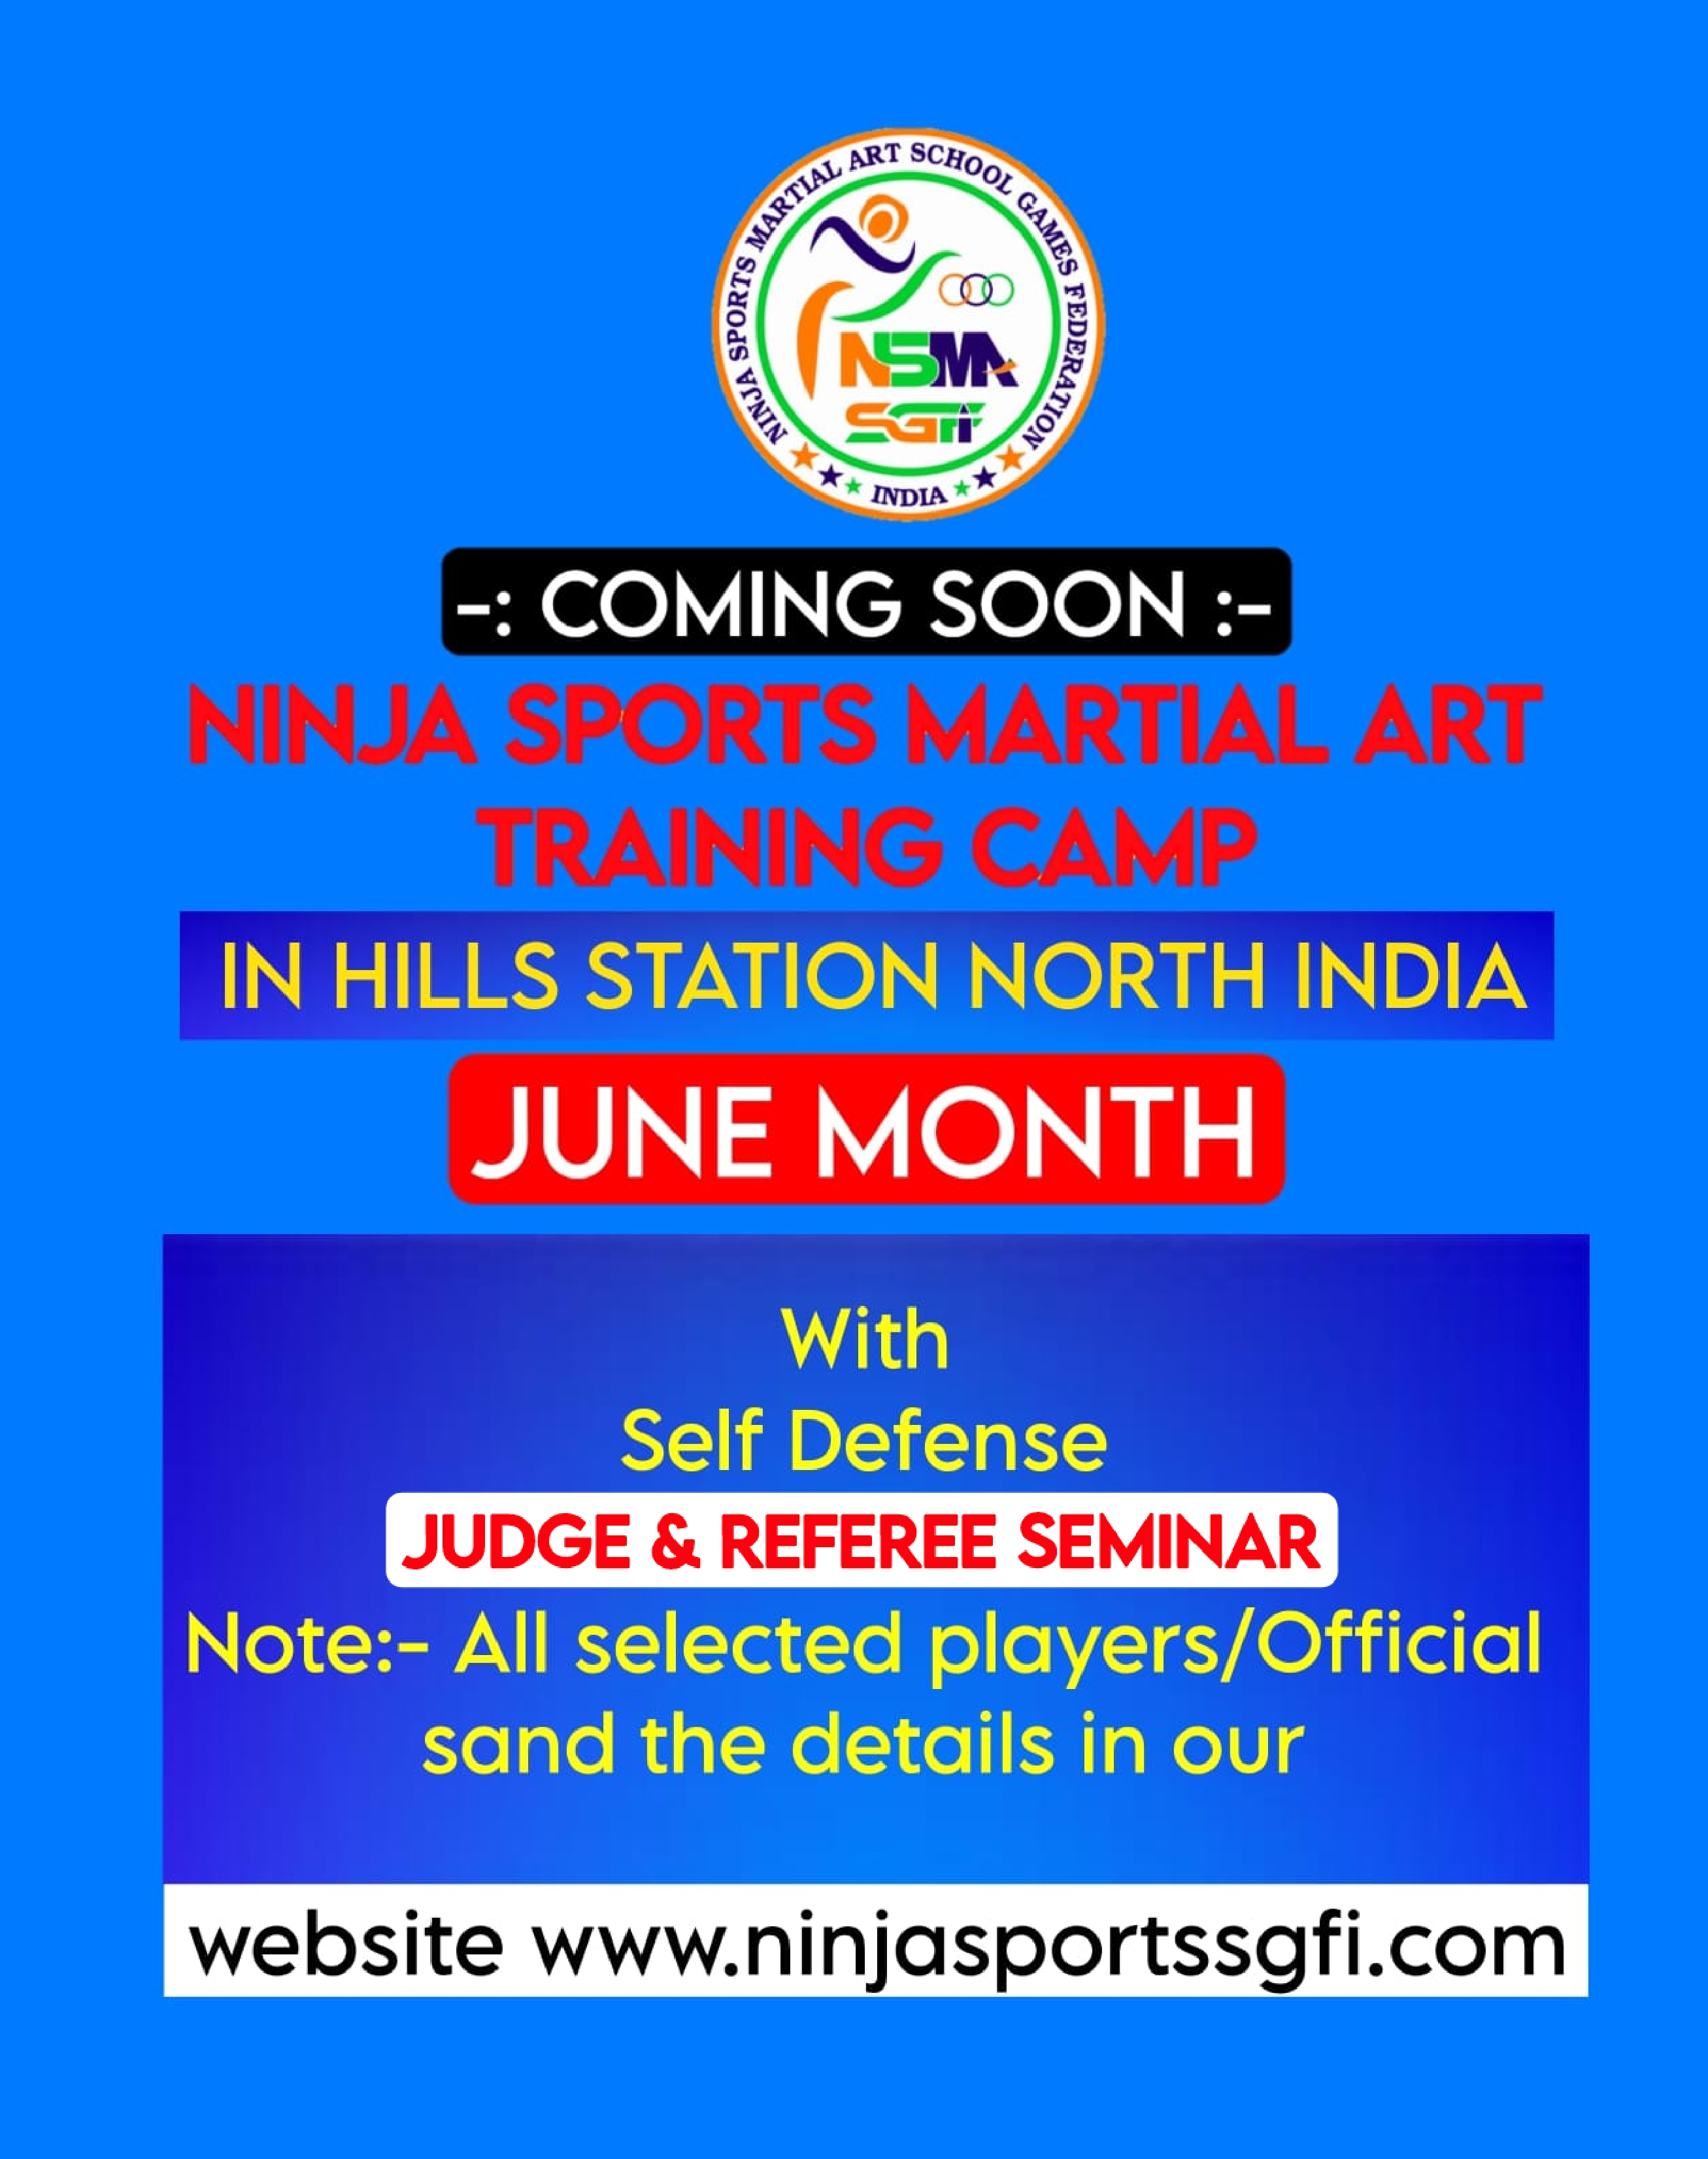 NINJA SPORTS MARTIAL ART SCHOOL GAMES FEDERATION
NSMA
SGFI
INDIA
-: COMING SOON :-
NINJA SPORTS MARTIAL ART
TRAINING CAMP
IN HILLS STATION NORTH INDIA
JUNE MONTH
With
Self Defense
JUDGE & REFEREE SEMINAR
Note:- All selected players/Official
sand the details in our
website www.ninjasportssgfi.com